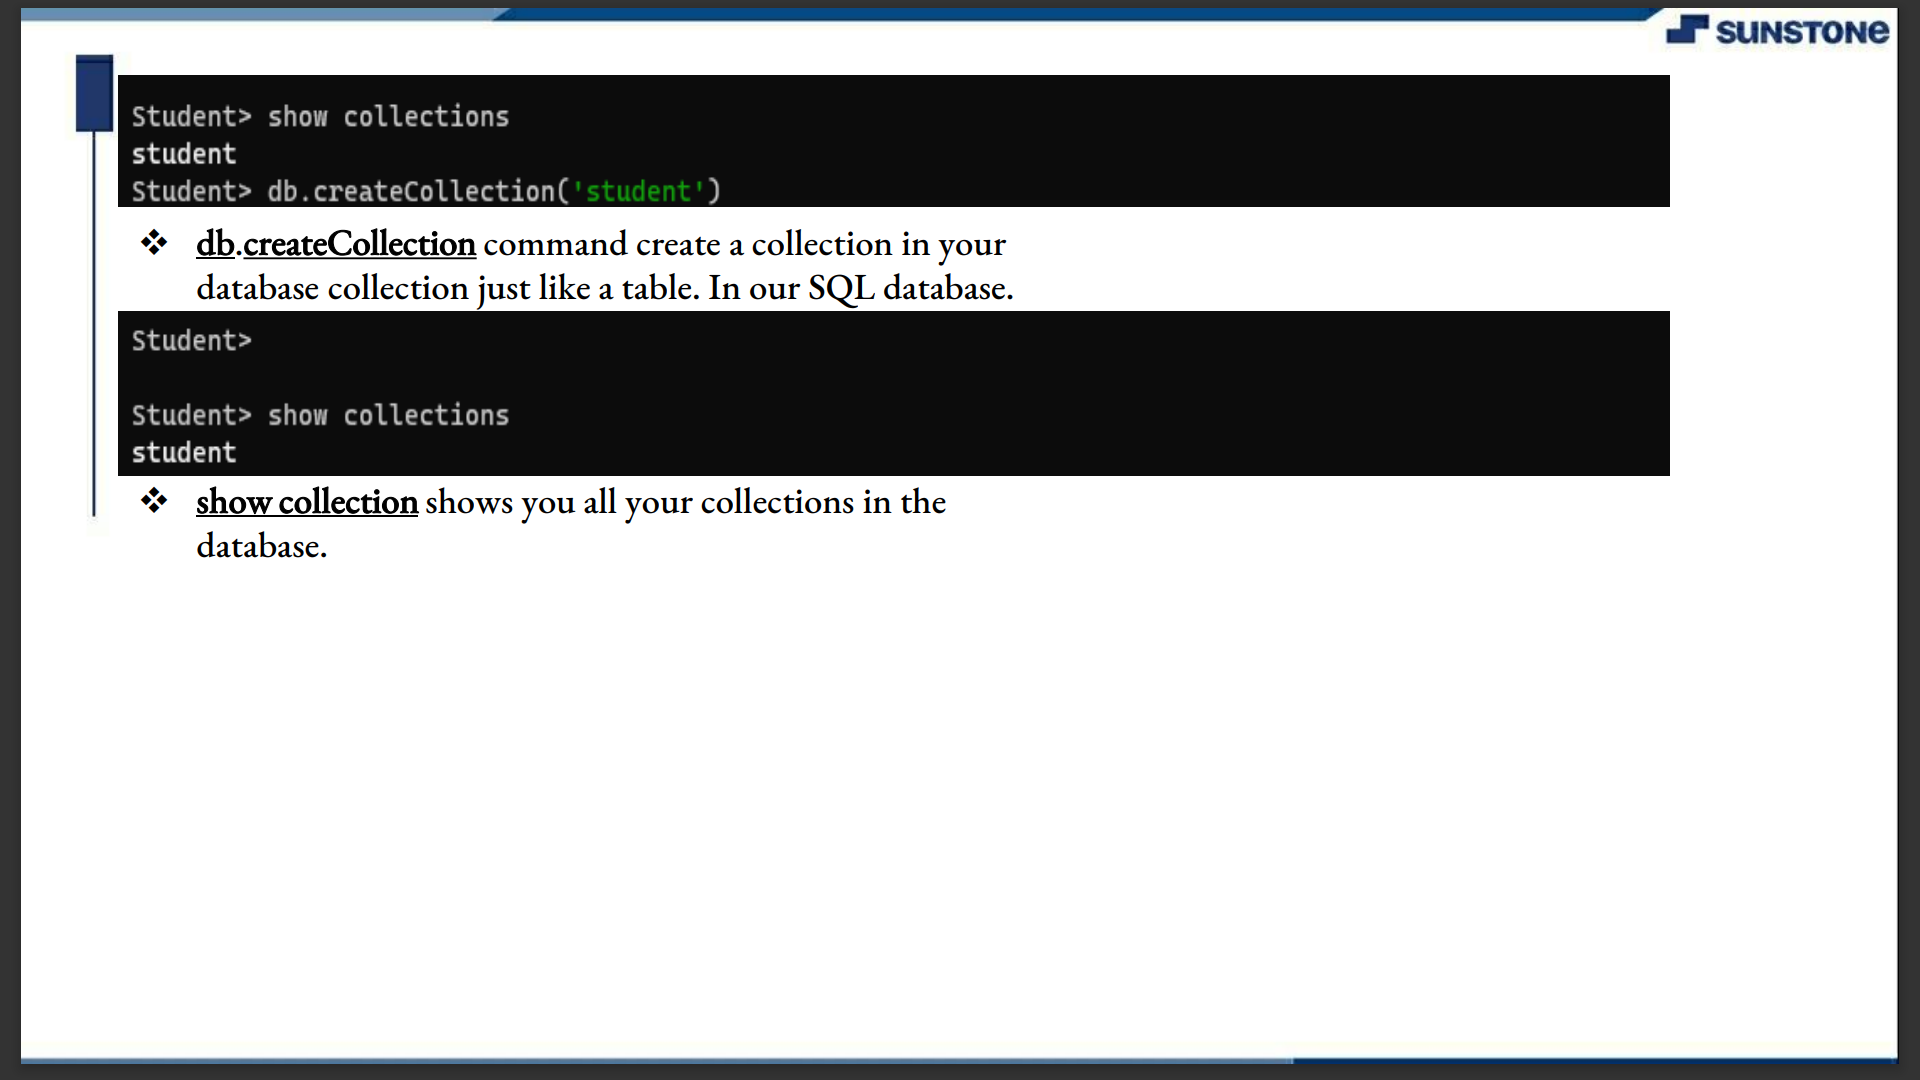 SUNSTONE
Student> show collections
student
Student> db.createCollection('student')
❖ db.createCollection command create a collection in your
database collection just like a table. In our SQL database.
Student>
Student> show collections
student
❖ show collection shows you all your collections in the
database.